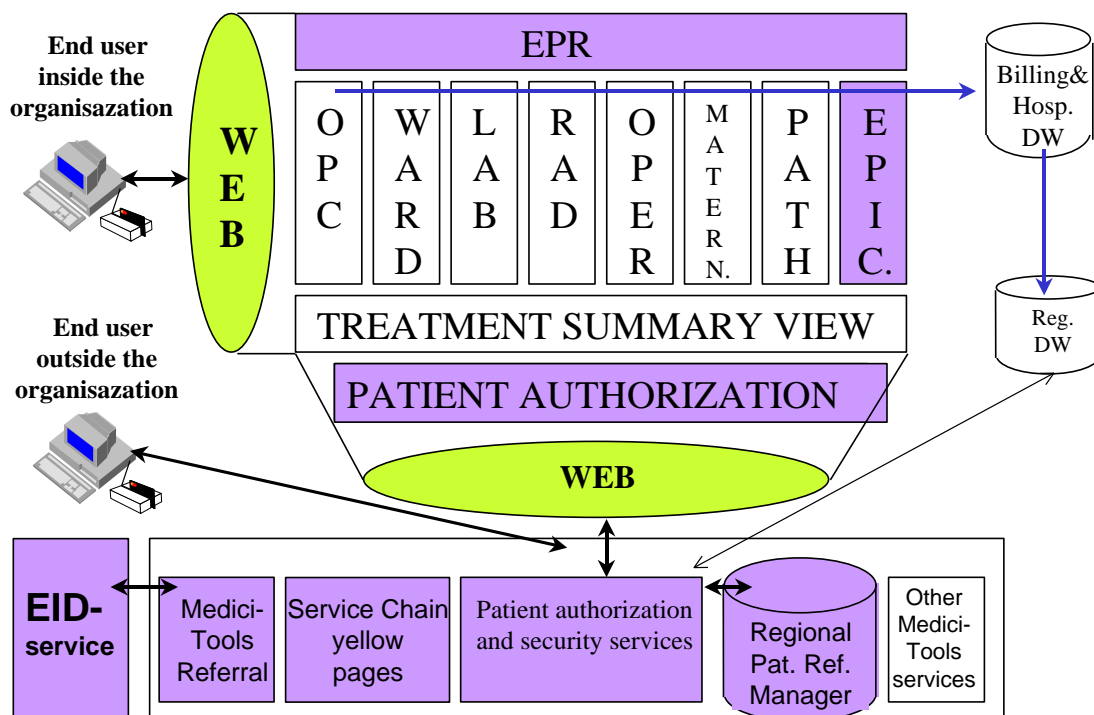 End user
inside the
organisazation
WEB
EPR
OPC
WARD
LAB
RAD
OPER
MATERN.
PATH
EPIC.
Billing&
Hosp.
DW
TREATMENT SUMMARY VIEW
Reg.
DW
End user
outside the
organisazation
PATIENT AUTHORIZATION
WEB
EID-
service
Medici-
Tools
Referral
Service Chain
yellow
pages
Patient authorization
and security services
Regional
Pat. Ref.
Manager
Other
Medici-
Tools
services